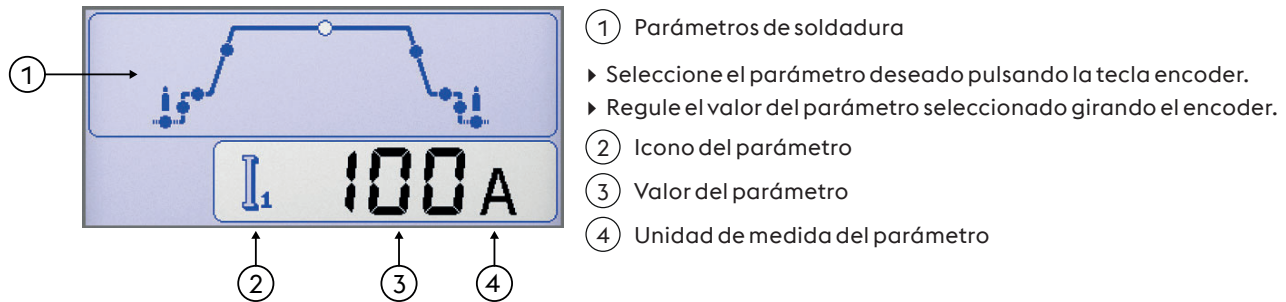 1 Parámetros de soldadura
1
▸ Seleccione el parámetro deseado pulsando la tecla encoder.
▸ Regule el valor del parámetro seleccionado girando el encoder.
2 Icono del parámetro
I1 100 A
3 Valor del parámetro
4 Unidad de medida del parámetro
2 3 4